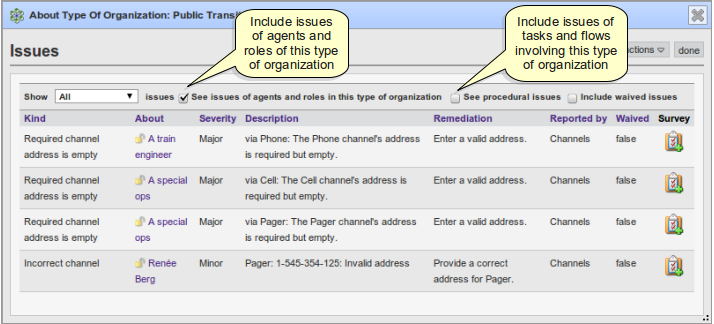 About Type Of Organization: Public Transi
Include issues
of agents and
roles of this type
of organization
Include issues of
tasks and flows
involving this type
of organization
Issues
done
Show All issues See issues of agents and roles in this type of organization See procedural issues Include waived issues
Kind About Severity Description Remediation Reported by Waived Survey
Required channel A train Major via Phone: The Phone channel's address Enter a valid address. Channels false
address is empty engineer is required but empty.
Required channel A special Major via Cell: The Cell channel's address is Enter a valid address. Channels false
address is empty ops required but empty.
Required channel A special Major via Pager: The Pager channel's address Enter a valid address. Channels false
address is empty ops is required but empty.
Incorrect channel Renée Minor Pager: 1-545-354-125: Invalid address Provide a correct Channels false
Berg address for Pager.